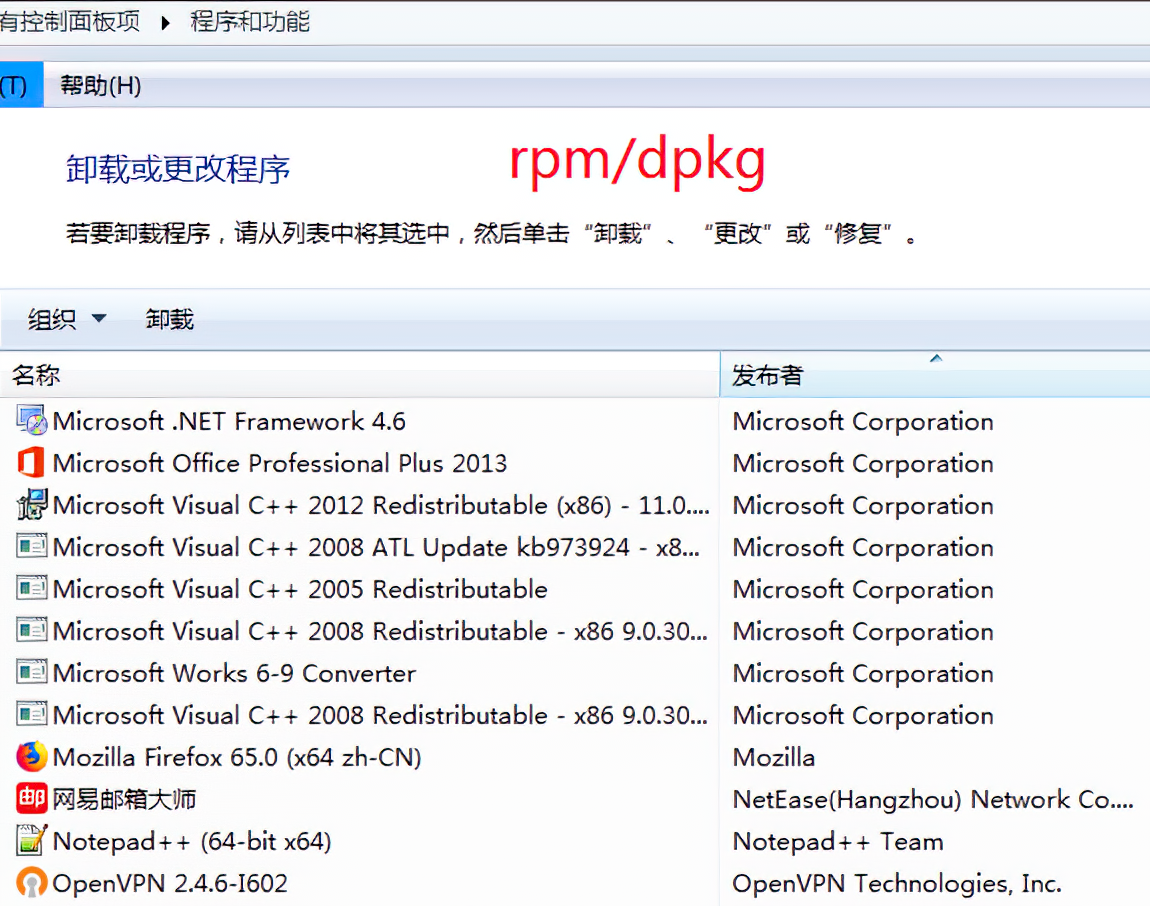 有控制面板项 ▸ 程序和功能
(T) 帮助(H)
rpm/dpkg
卸载或更改程序
若要卸载程序，请从列表中将其选中，然后单击“卸载”、“更改”或“修复”。
组织 卸载
名称 发布者
Microsoft .NET Framework 4.6 Microsoft Corporation
Microsoft Office Professional Plus 2013 Microsoft Corporation
Microsoft Visual C++ 2012 Redistributable (x86) - 11.0.... Microsoft Corporation
Microsoft Visual C++ 2008 ATL Update kb973924 - x8... Microsoft Corporation
Microsoft Visual C++ 2005 Redistributable Microsoft Corporation
Microsoft Visual C++ 2008 Redistributable - x86 9.0.30... Microsoft Corporation
Microsoft Works 6-9 Converter Microsoft Corporation
Microsoft Visual C++ 2008 Redistributable - x86 9.0.30... Microsoft Corporation
Mozilla Firefox 65.0 (x64 zh-CN) Mozilla
邮 网易邮箱大师 NetEase(Hangzhou) Network Co....
Notepad++ (64-bit x64) Notepad++ Team
OpenVPN 2.4.6-I602 OpenVPN Technologies, Inc.